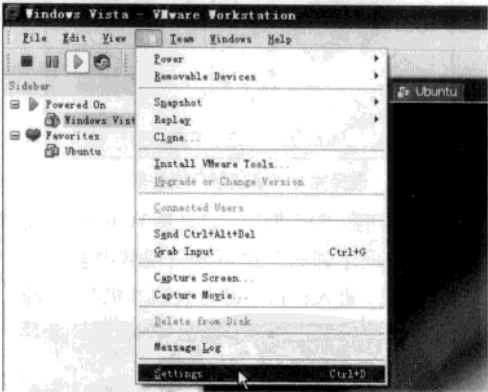 Windows Vista - VMware Workstation
File Edit View Team Windows Help
Sidebar
Powered On
Windows Vist
Favorites
Ubuntu
Power
Removable Devices
Snapshot
Replay
Clone...
Install VMware Tools...
Upgrade or Change Version
Connected Users
Send Ctrl+Alt+Del
Grab Input Ctrl+G
Capture Screen...
Capture Movie...
Delete from Disk
Message Log
Settings Ctrl+D
Ubuntu